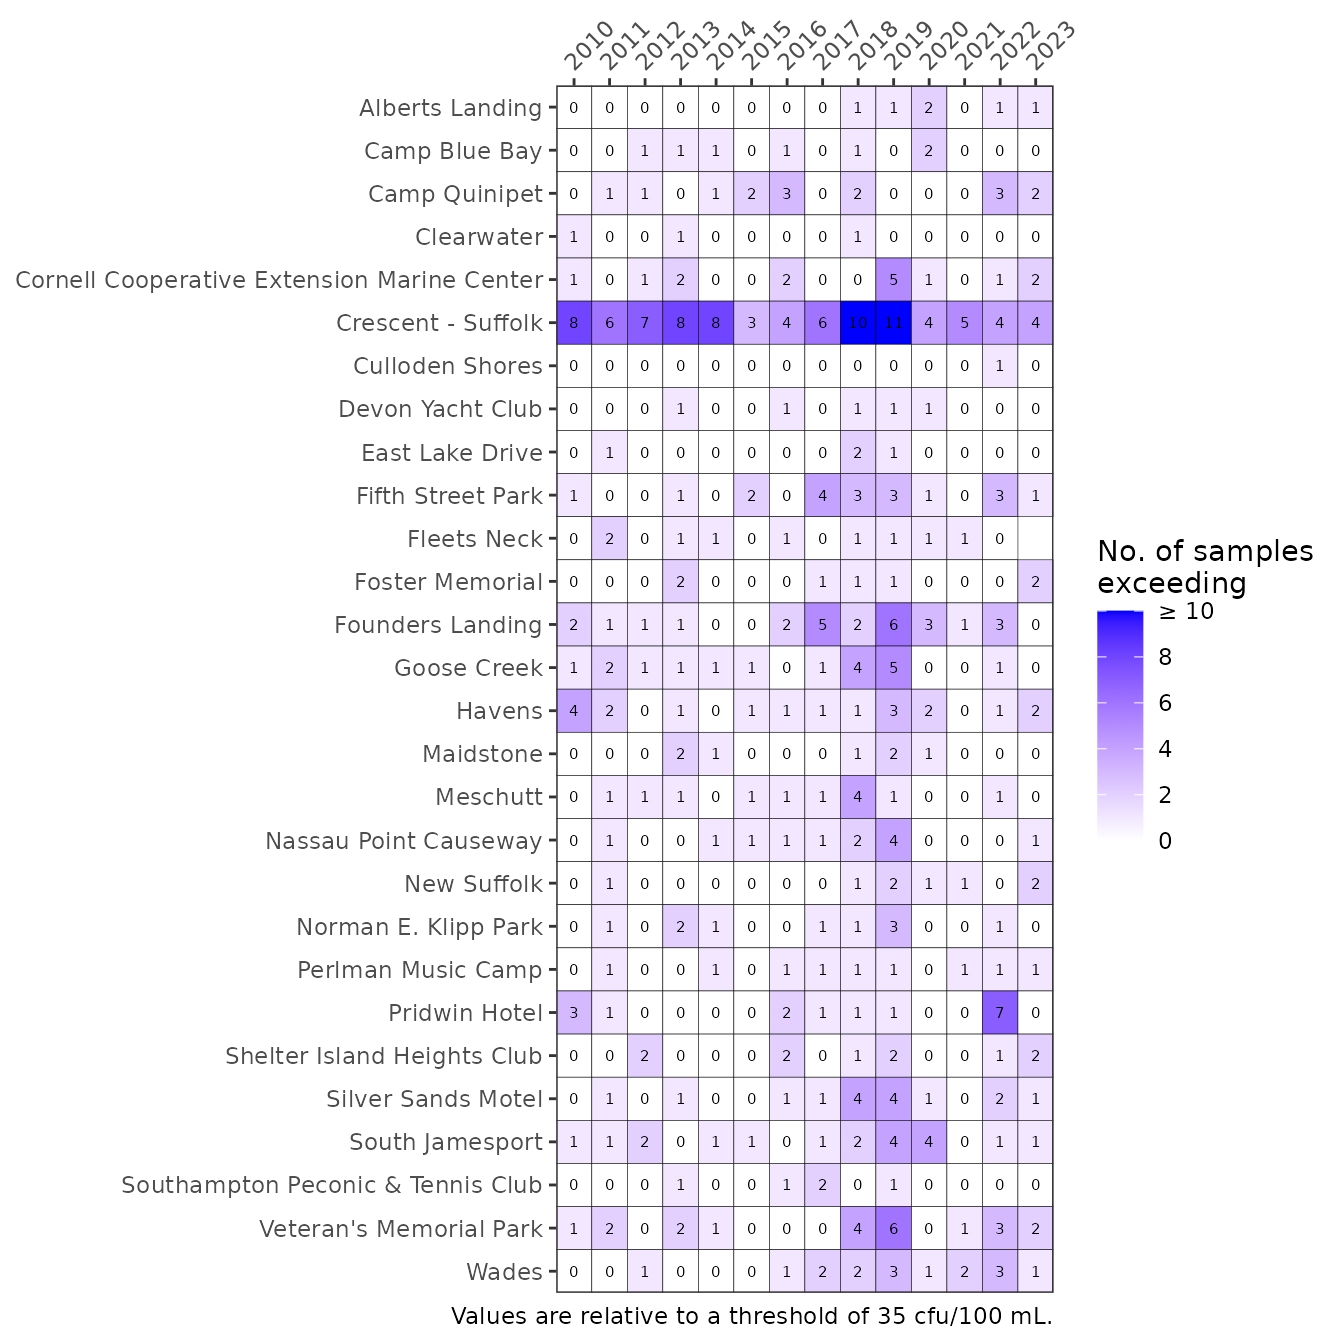 2010 2011 2012 2013 2014 2015 2016 2017 2018 2019 2020 2021 2022 2023
Alberts Landing 0 0 0 0 0 0 0 0 1 1 2 0 1 1
Camp Blue Bay 0 0 1 1 1 0 1 0 1 0 2 0 0 0
Camp Quinipet 0 1 1 0 1 2 3 0 2 0 0 0 3 2
Clearwater 1 0 0 1 0 0 0 0 1 0 0 0 0 0
Cornell Cooperative Extension Marine Center 1 0 1 2 0 0 2 0 0 5 1 0 1 2
Crescent - Suffolk 8 6 7 8 8 3 4 6 10 11 4 5 4 4
Culloden Shores 0 0 0 0 0 0 0 0 0 0 0 0 1 0
Devon Yacht Club 0 0 0 1 0 0 1 0 1 1 1 0 0 0
East Lake Drive 0 1 0 0 0 0 0 0 2 1 0 0 0 0
Fifth Street Park 1 0 0 1 0 2 0 4 3 3 1 0 3 1
Fleets Neck 0 2 0 1 1 0 1 0 1 1 1 1 0
Foster Memorial 0 0 0 2 0 0 0 1 1 1 0 0 0 2
Founders Landing 2 1 1 1 0 0 2 5 2 6 3 1 3 0
Goose Creek 1 2 1 1 1 1 0 1 4 5 0 0 1 0
Havens 4 2 0 1 0 1 1 1 1 3 2 0 1 2
Maidstone 0 0 0 2 1 0 0 0 1 2 1 0 0 0
Meschutt 0 1 1 1 0 1 1 1 4 1 0 0 1 0
Nassau Point Causeway 0 1 0 0 1 1 1 1 2 4 0 0 0 1
New Suffolk 0 1 0 0 0 0 0 0 1 2 1 1 0 2
Norman E. Klipp Park 0 1 0 2 1 0 0 1 1 3 0 0 1 0
Perlman Music Camp 0 1 0 0 1 0 1 1 1 1 0 1 1 1
Pridwin Hotel 3 1 0 0 0 0 2 1 1 1 0 0 7 0
Shelter Island Heights Club 0 0 2 0 0 0 2 0 1 2 0 0 1 2
Silver Sands Motel 0 1 0 1 0 0 1 1 4 4 1 0 2 1
South Jamesport 1 1 2 0 1 1 0 1 2 4 4 0 1 1
Southampton Peconic & Tennis Club 0 0 0 1 0 0 1 2 0 1 0 0 0 0
Veteran's Memorial Park 1 2 0 2 1 0 0 0 4 6 0 1 3 2
Wades 0 0 1 0 0 0 1 2 2 3 1 2 3 1
No. of samples
exceeding
≥ 10
8
6
4
2
0
Values are relative to a threshold of 35 cfu/100 mL.